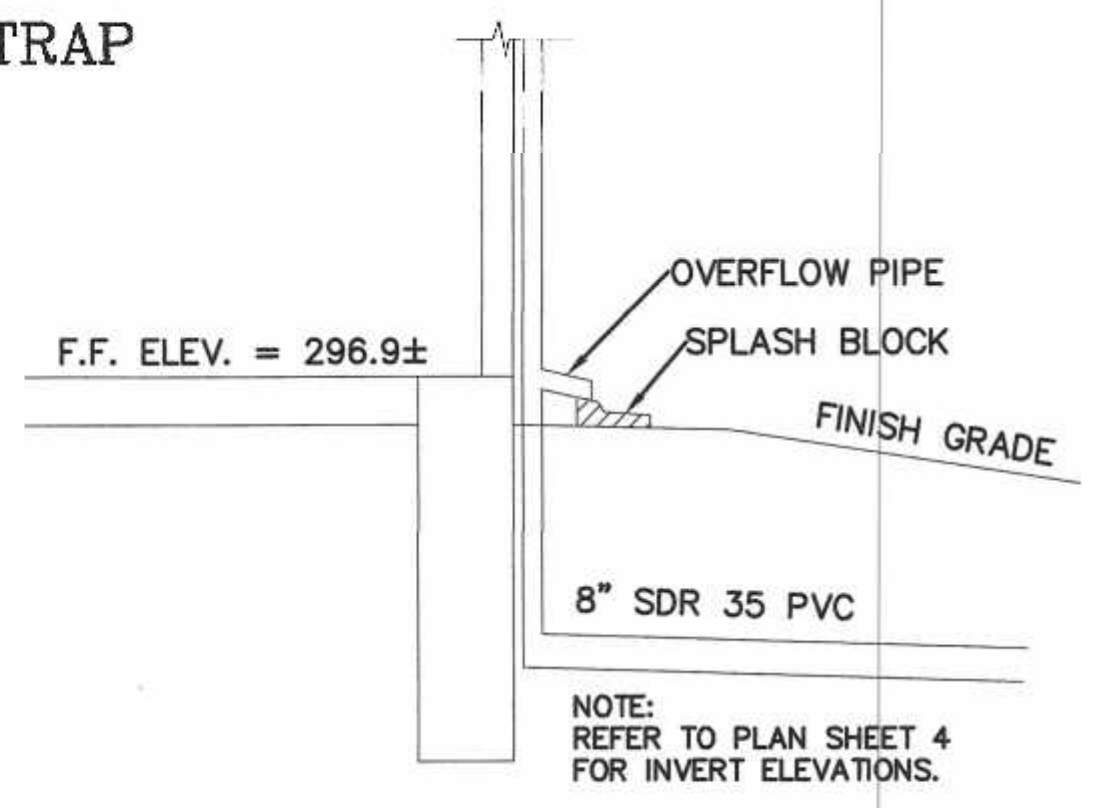 TRAP
OVERFLOW PIPE
SPLASH BLOCK
F.F. ELEV. = 296.9±
FINISH GRADE
8" SDR 35 PVC
NOTE:
REFER TO PLAN SHEET 4
FOR INVERT ELEVATIONS.